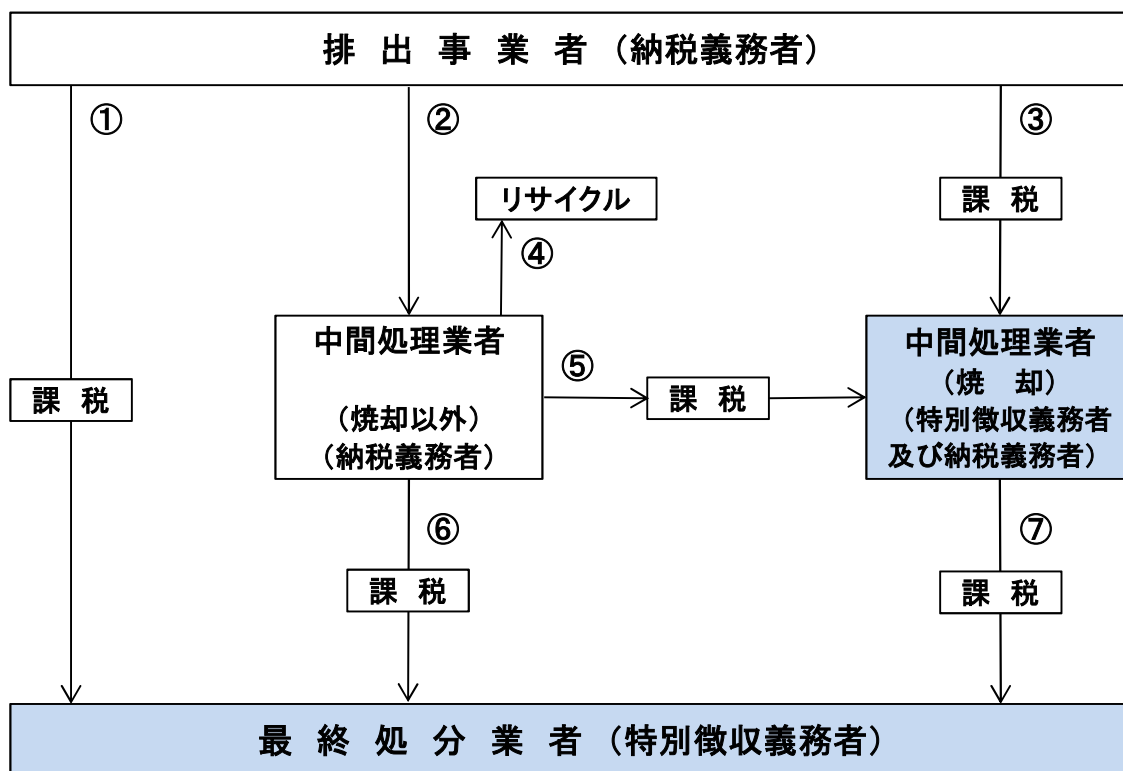 排 出 事 業 者（納税義務者）
①
②
③
リサイクル
課 税
④
中間処理業者
（焼却以外）
（納税義務者）
⑤
課 税
中間処理業者
（焼 却）
（特別徴収義務者
及び納税義務者）
課 税
⑥
⑦
課 税
課 税
最 終 処 分 業 者（特別徴収義務者）